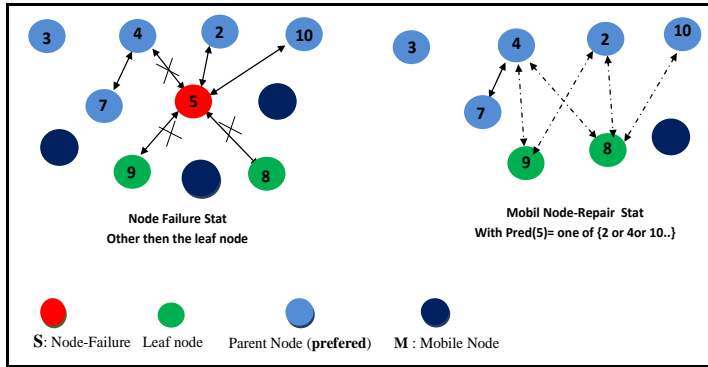 3
4
2
10
7
5
9
8
Node Failure Stat
Other then the leaf node
3
4
2
10
7
9
8
Mobil Node-Repair Stat
With Pred(5)= one of {2 or 4or 10..}
S: Node-Failure
Leaf node
Parent Node (prefered)
M : Mobile Node